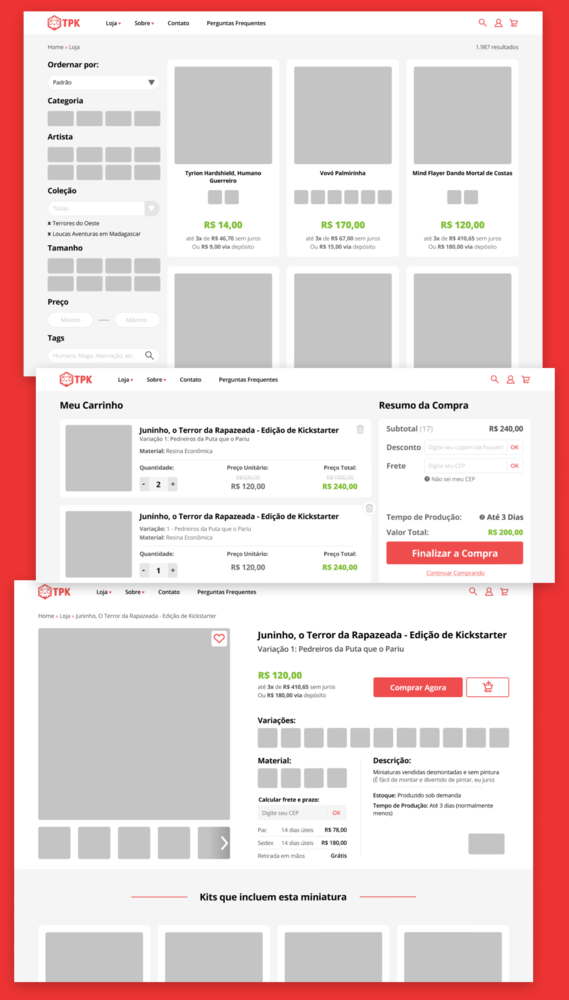 TPK
Loja Sobre Contato Perguntas Frequentes
Home » Loja
1.987 resultados
Ordernar por:
Padrão
Categoria
Artista
Coleção
Todas
x Terrores do Oeste
x Loucas Aventuras em Madagascar
Tamanho
Preço
Mínimo — Máximo
Tags
Humano, Mago, Abjernação, etc.
Tyrion Hardshield, Humano
Guerreiro
R$ 14,00
até 3x de R$ 46,70 sem juros
Ou R$ 9,00 via depósito
Vovó Palmirinha
R$ 170,00
até 3x de R$ 67,00 sem juros
Ou R$ 15,00 via depósito
Mind Flayer Dando Mortal de Costas
R$ 120,00
até 3x de R$ 410,65 sem juros
Ou R$ 180,00 via depósito
TPK
Loja Sobre Contato Perguntas Frequentes
Meu Carrinho
Juninho, o Terror da Rapazeada - Edição de Kickstarter
Variação 1: Pedreiros da Puta que o Pariu
Material: Resina Econômica
Quantidade: Preço Unitário: Preço Total:
- 2 + R$ 120,00 R$ 240,00
Juninho, o Terror da Rapazeada - Edição de Kickstarter
Variação: 1 - Pedreiros da Puta que o Pariu
Material: Resina Econômica
Quantidade: Preço Unitário: Preço Total:
- 1 + R$ 120,00 R$ 240,00
Resumo da Compra
Subtotal (17) R$ 240,00
Desconto Digite seu cupom (se houver) OK
Frete Digite seu CEP OK
Não sei meu CEP
Tempo de Produção: Até 3 Dias
Valor Total: R$ 200,00
Finalizar a Compra
Continuar Comprando
TPK
Loja Sobre Contato Perguntas Frequentes
Home » Loja » Juninho, O Terror da Rapazeada - Edição de Kickstarter
Juninho, o Terror da Rapazeada - Edição de Kickstarter
Variação 1: Pedreiros da Puta que o Pariu
R$ 120,00
até 3x de R$ 410,65 sem juros
Ou R$ 180,00 via depósito
Comprar Agora
Variações:
Material:
Calcular frete e prazo:
Digite seu CEP OK
Pac 14 dias úteis R$ 78,00
Sedex 14 dias úteis R$ 180,00
Retirada em mãos Grátis
Descrição:
Miniaturas vendidas desmontadas e sem pintura
(É fácil de montar e divertido de pintar, eu juro)
Estoque: Produzido sob demanda
Tempo de Produção: Até 3 dias (normalmente
menos)
Kits que incluem esta miniatura